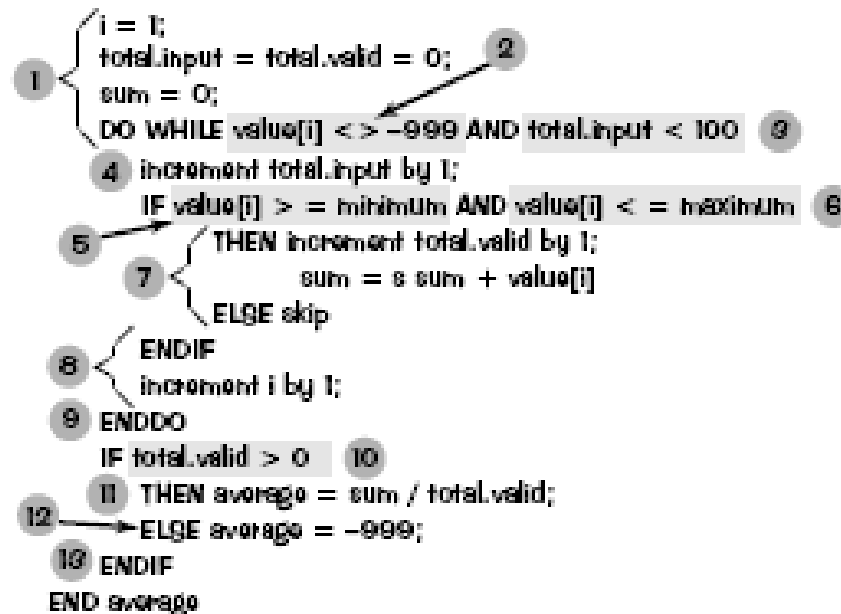 i = 1;
total.input = total.valid = 0;
2
1
sum = 0;
DO WHILE value[i] <> -999 AND total.input < 100 3
4 increment total.input by 1;
IF value[i] > = minimum AND value[i] < = maximum 6
5
THEN increment total.valid by 1;
7
sum = s sum + value[i]
ELSE skip
8
ENDIF
increment i by 1;
9 ENDDO
IF total.valid > 0 10
11 THEN average = sum / total.valid;
12
ELSE average = -999;
13 ENDIF
END average